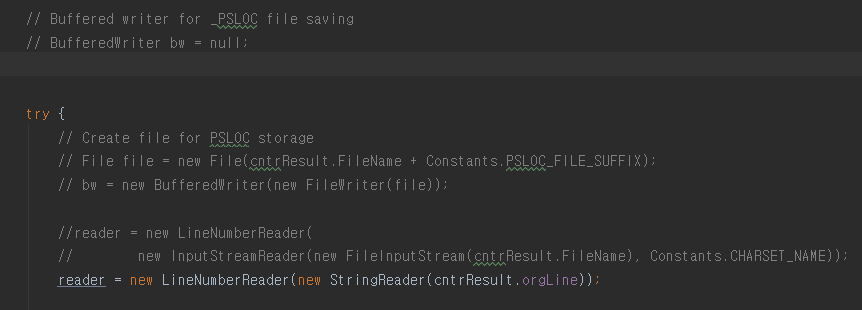 // Buffered writer for _PSLOC file saving
// BufferedWriter bw = null;
try {
// Create file for PSLOC storage
// File file = new File(cntrResult.FileName + Constants.PSLOC_FILE_SUFFIX);
// bw = new BufferedWriter(new FileWriter(file));
//reader = new LineNumberReader(
//        new InputStreamReader(new FileInputStream(cntrResult.FileName), Constants.CHARSET_NAME));
reader = new LineNumberReader(new StringReader(cntrResult.orgLine));